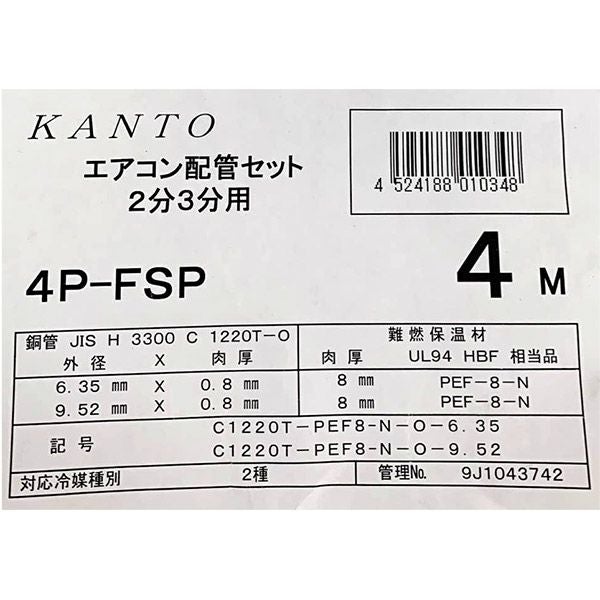 KANTO
エアコン配管セット
2分3分用
4 524188 010348
4P-FSP
4 M
銅管 JIS H 3300 C 1220T-O 難燃保温材
外径 X 肉厚 肉厚 UL94 HBF 相当品
6.35 mm X 0.8 mm 8 mm PEF-8-N
9.52 mm X 0.8 mm 8 mm PEF-8-N
記号 C1220T-PEF8-N-O-6.35
C1220T-PEF8-N-O-9.52
対応冷媒種別 2種 管理No. 9J1043742